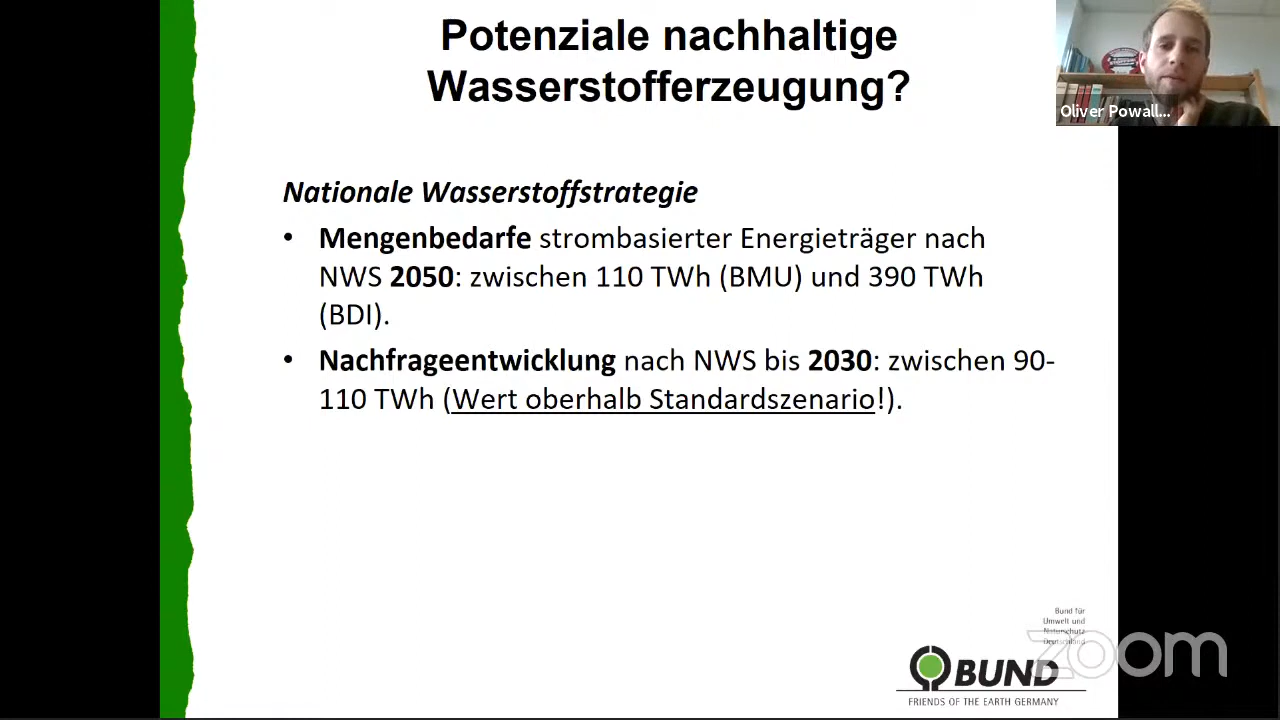 Potenziale nachhaltige
Wasserstofferzeugung?
Oliver Powall...
Nationale Wasserstoffstrategie
• Mengenbedarfe strombasierter Energieträger nach
NWS 2050: zwischen 110 TWh (BMU) und 390 TWh
(BDI).
• Nachfrageentwicklung nach NWS bis 2030: zwischen 90-
110 TWh (Wert oberhalb Standardszenario!).
Bund für
Umwelt und
Naturschutz
Deutschland
zoom
BUND
FRIENDS OF THE EARTH GERMANY